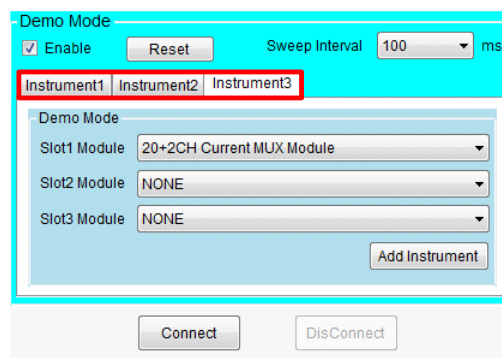 Demo Mode
Enable Reset Sweep Interval 100 ms
Instrument1 Instrument2 Instrument3
Demo Mode
Slot1 Module 20+2CH Current MUX Module
Slot2 Module NONE
Slot3 Module NONE
Add Instrument
Connect DisConnect